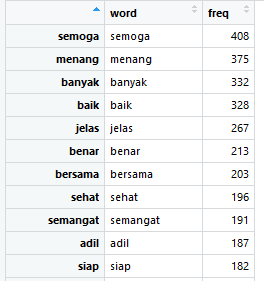 word freq
semoga semoga 408
menang menang 375
banyak banyak 332
baik baik 328
jelas jelas 267
benar benar 213
bersama bersama 203
sehat sehat 196
semangat semangat 191
adil adil 187
siap siap 182